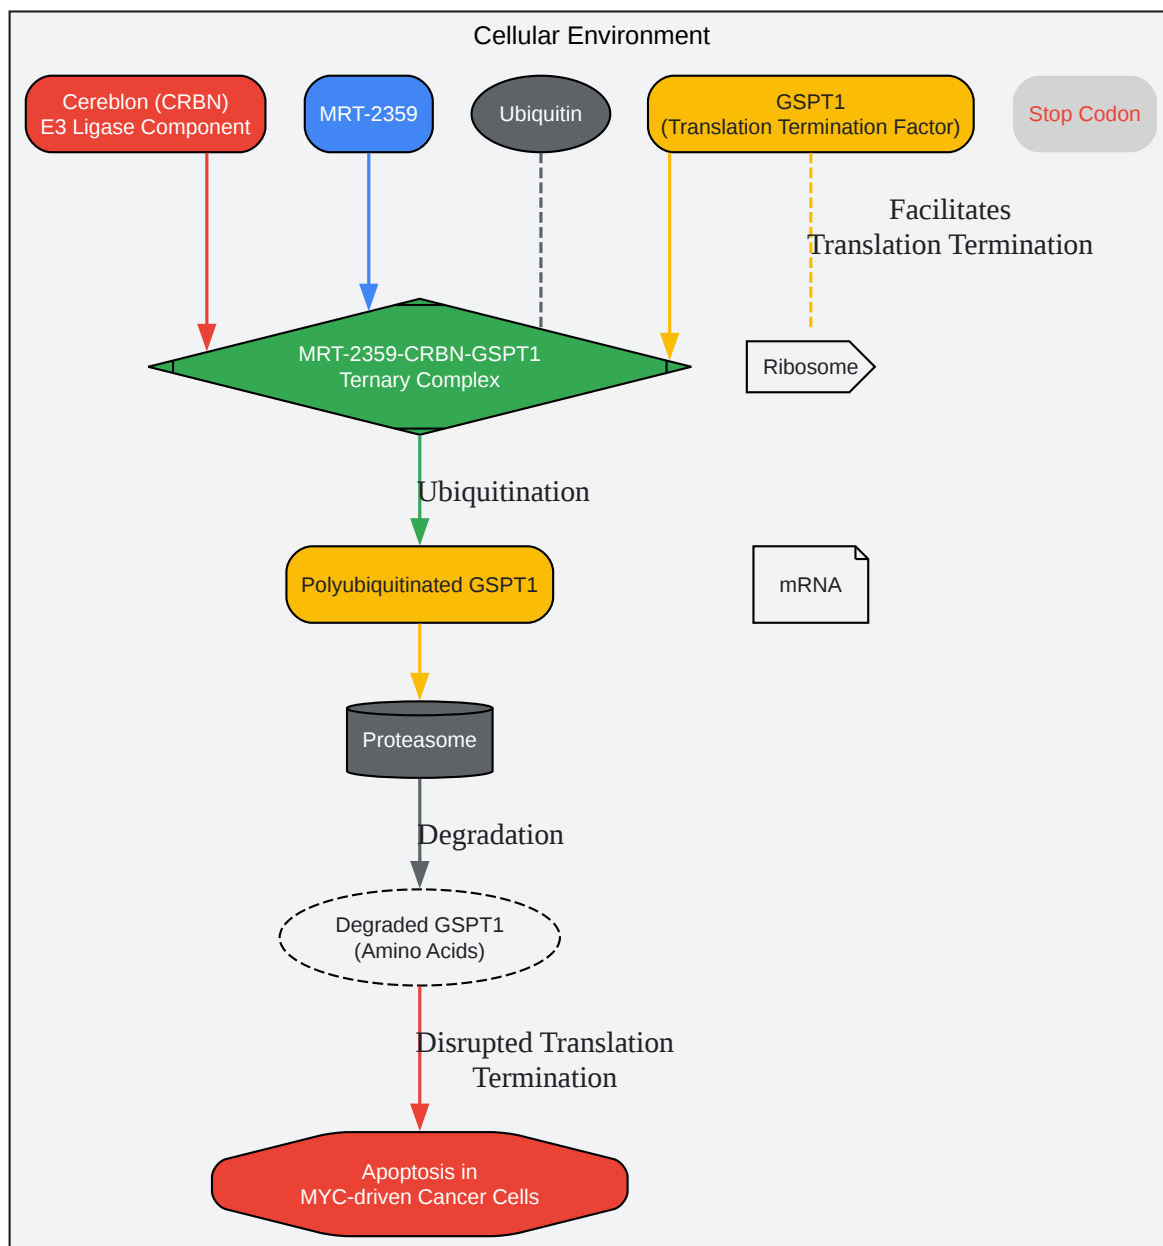 Cellular Environment
Cereblon (CRBN)
E3 Ligase Component
MRT-2359
Ubiquitin
GSPT1
(Translation Termination Factor)
Stop Codon
Facilitates
Translation Termination
MRT-2359-CRBN-GSPT1
Ternary Complex
Ribosome
Ubiquitination
Polyubiquitinated GSPT1
mRNA
Proteasome
Degradation
Degraded GSPT1
(Amino Acids)
Disrupted Translation
Termination
Apoptosis in
MYC-driven Cancer Cells